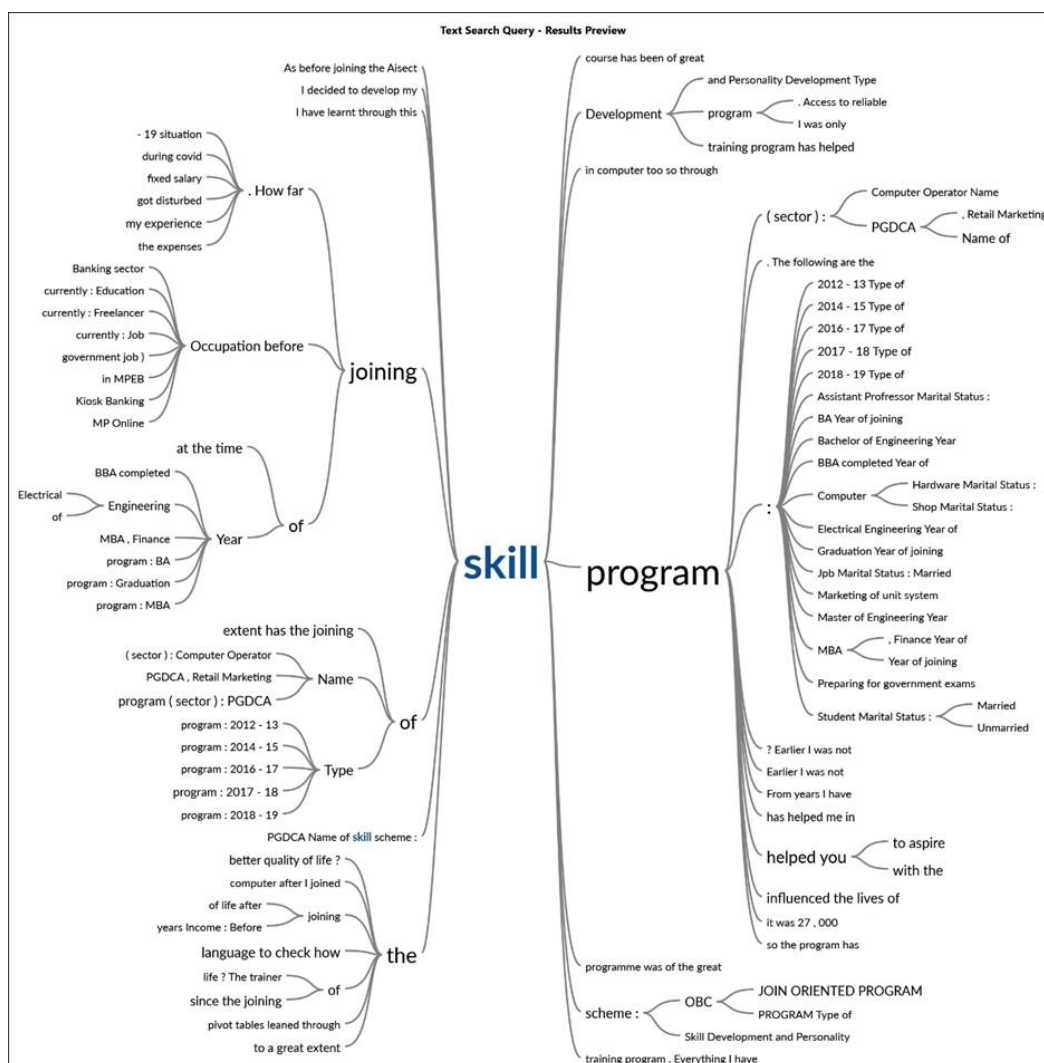 Text Search Query - Results Preview
As before joining the Aisect
I decided to develop my
I have learnt through this
- 19 situation
during covid
fixed salary
got disturbed
my experience
the expenses
. How far
Banking sector
currently : Education
currently : Freelancer
currently : Job
government job )
in MPEB
Kiosk Banking
MP Online
Occupation before
joining
at the time
BBA completed
Electrical
of
Engineering
MBA , Finance
program : BA
program : Graduation
program : MBA
Year
of
extent has the joining
( sector ) : Computer Operator
PGDCA , Retail Marketing
program ( sector ) : PGDCA
Name
program : 2012 - 13
program : 2014 - 15
program : 2016 - 17
program : 2017 - 18
program : 2018 - 19
Type
of
PGDCA Name of skill scheme :
better quality of life ?
computer after I joined
of life after
years Income : Before
joining
language to check how
life ? The trainer
since the joining
of
pivot tables leaned through
to a great extent
the
skill
course has been of great
Development
and Personality Development Type
program
. Access to reliable
I was only
training program has helped
in computer too so through
program
( sector ) :
Computer Operator Name
PGDCA
, Retail Marketing
Name of
. The following are the
:
2012 - 13 Type of
2014 - 15 Type of
2016 - 17 Type of
2017 - 18 Type of
2018 - 19 Type of
Assistant Professor Marital Status :
BA Year of joining
Bachelor of Engineering Year
BBA completed Year of
Computer
Hardware Marital Status :
Shop Marital Status :
Electrical Engineering Year of
Graduation Year of joining
Jpb Marital Status : Married
Marketing of unit system
Master of Engineering Year
MBA
, Finance Year of
Year of joining
Preparing for government exams
Student Marital Status :
Married
Unmarried
? Earlier I was not
Earlier I was not
From years I have
has helped me in
helped you
to aspire
with the
influenced the lives of
it was 27 , 000
so the program has
programme was of the great
scheme :
OBC
JOIN ORIENTED PROGRAM
PROGRAM Type of
Skill Development and Personality
training program . Everything I have